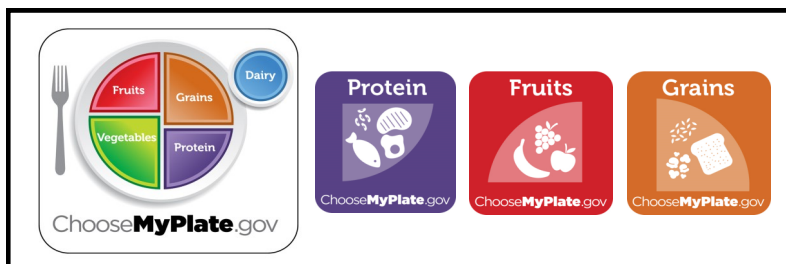 Dairy
Fruits
Grains
Vegetables
Protein
ChooseMyPlate.gov
Protein
ChooseMyPlate.gov
Fruits
ChooseMyPlate.gov
Grains
ChooseMyPlate.gov